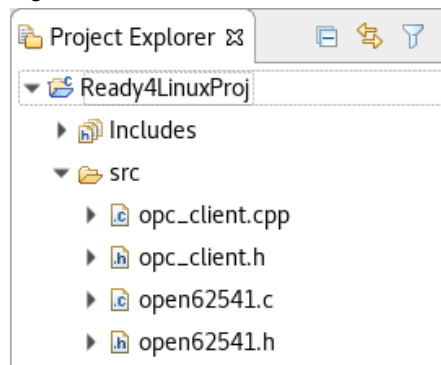 Project Explorer
Ready4LinuxProj
Includes
src
opc_client.cpp
opc_client.h
open62541.c
open62541.h